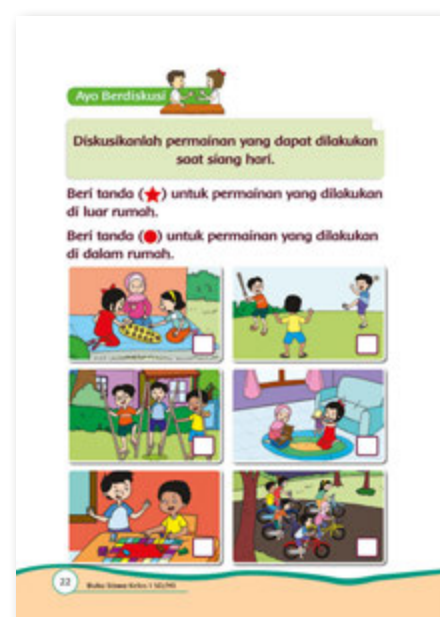 Ayo Berdiskusi
Diskusikanlah permainan yang dapat dilakukan
saat siang hari.
Beri tanda (★) untuk permainan yang dilakukan
di luar rumah.
Beri tanda (●) untuk permainan yang dilakukan
di dalam rumah.
22
Buku Siswa Kelas I SD/MI